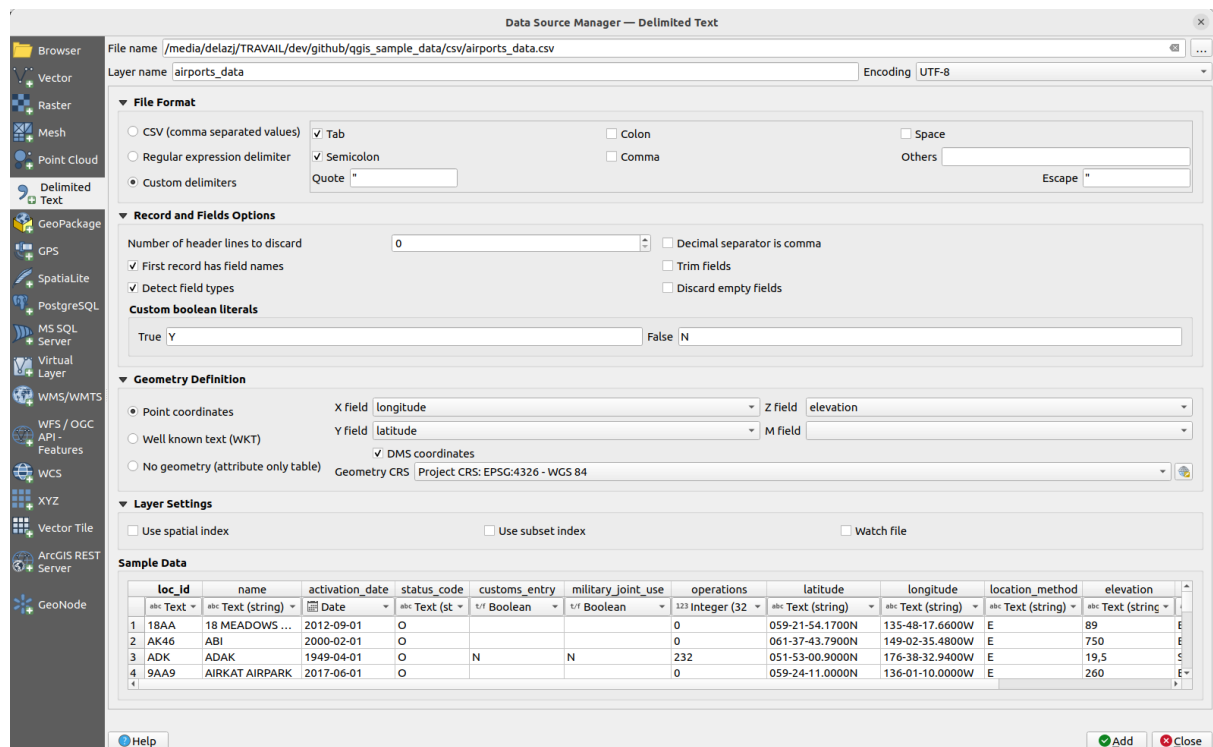 Data Source Manager — Delimited Text
Browser
Vector
Raster
Mesh
Point Cloud
Delimited
Text
GeoPackage
GPS
SpatiaLite
PostgreSQL
MS SQL
Server
Virtual
Layer
WMS/WMTS
WFS / OGC
API -
Features
WCS
XYZ
Vector Tile
ArcGIS REST
Server
GeoNode
File name /media/delazj/TRAVAIL/dev/github/qgis_sample_data/csv/airports_data.csv ...
Layer name airports_data Encoding UTF-8
File Format
CSV (comma separated values) Tab Colon Space
Regular expression delimiter Semicolon Comma Others
Custom delimiters Quote " Escape "
Record and Fields Options
Number of header lines to discard 0 Decimal separator is comma
First record has field names Trim fields
Detect field types Discard empty fields
Custom boolean literals
True Y False N
Geometry Definition
Point coordinates X field longitude Z field elevation
Well known text (WKT) Y field latitude M field
DMS coordinates
No geometry (attribute only table) Geometry CRS Project CRS: EPSG:4326 - WGS 84
Layer Settings
Use spatial index Use subset index Watch file
Sample Data
loc_id name activation_date status_code customs_entry military_joint_use operations latitude longitude location_method elevation
abc Text abc Text (string) Date abc Text (st t/f Boolean t/f Boolean 123 Integer (32 abc Text (string) abc Text (string) abc Text (string) abc Text (string
1 18AA 18 MEADOWS ... 2012-09-01 O 0 059-21-54.1700N 135-48-17.6600W E 89
2 AK46 ABI 2000-02-01 O 0 061-37-43.7900N 149-02-35.4800W E 750
3 ADK ADAK 1949-04-01 O N N 232 051-53-00.9000N 176-38-32.9400W E 19,5
4 9AA9 AIRKAT AIRPARK 2017-06-01 O 0 059-24-11.0000N 136-01-10.0000W E 260
Help Add Close